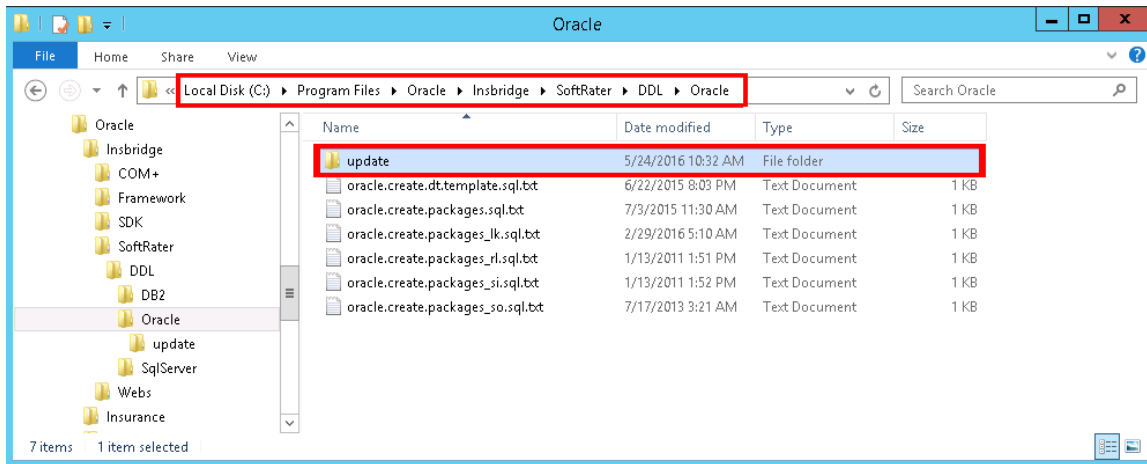 Oracle
File Home Share View
« Local Disk (C:) Program Files Oracle Insbridge SoftRater DDL Oracle Search Oracle
Oracle
Insbridge
COM+
Framework
SDK
SoftRater
DDL
DB2
Oracle
update
SqlServer
Webs
Insurance
Name Date modified Type Size
update 5/24/2016 10:32 AM File folder
oracle.create.dt.template.sql.txt 6/22/2015 8:03 PM Text Document 1 KB
oracle.create.packages.sql.txt 7/3/2015 11:30 AM Text Document 1 KB
oracle.create.packages_lk.sql.txt 2/29/2016 5:10 AM Text Document 1 KB
oracle.create.packages_rl.sql.txt 1/13/2011 1:51 PM Text Document 1 KB
oracle.create.packages_si.sql.txt 1/13/2011 1:52 PM Text Document 1 KB
oracle.create.packages_so.sql.txt 7/17/2013 3:21 AM Text Document 1 KB
7 items 1 item selected